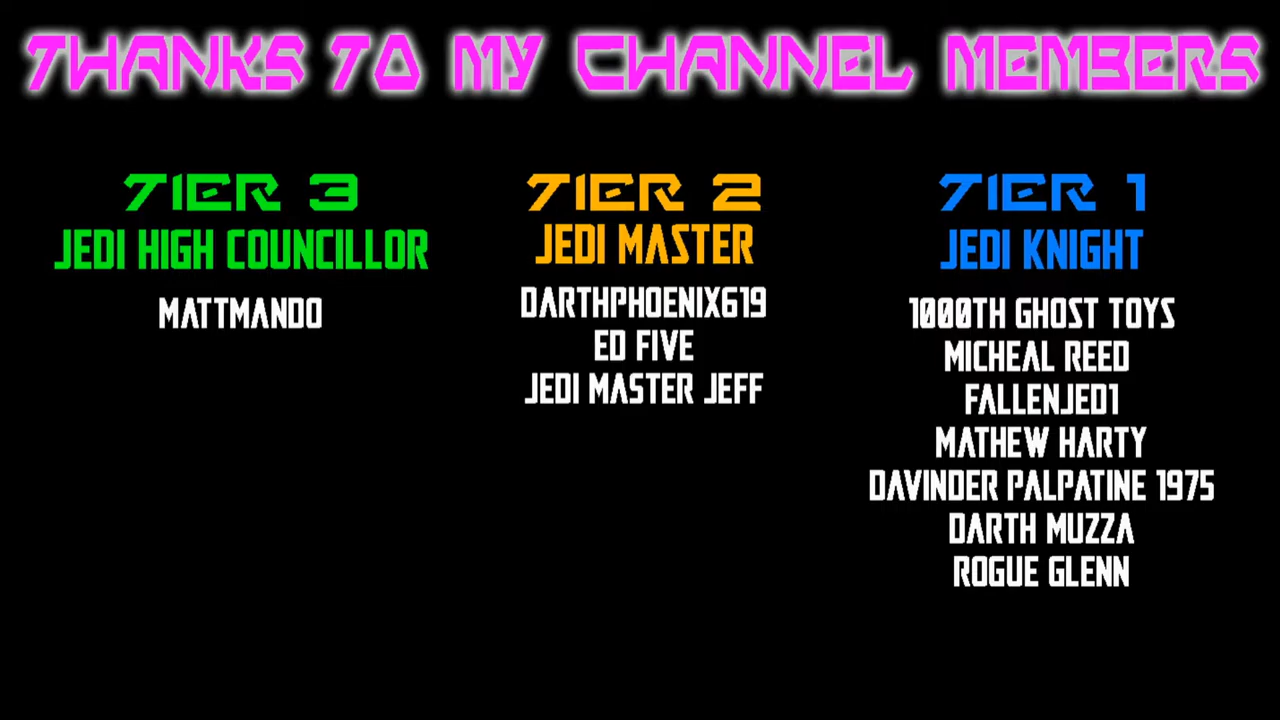 THANKS TO MY CHANNEL MEMBERS
TIER 3
JEDI HIGH COUNCILLOR
MATTMANDO
TIER 2
JEDI MASTER
DARTHPHOENIX619
ED FIVE
JEDI MASTER JEFF
TIER 1
JEDI KNIGHT
1000TH GHOST TOYS
MICHEAL REED
FALLENJED1
MATHEW HARTY
DAVINDER PALPATINE 1975
DARTH MUZZA
ROGUE GLENN